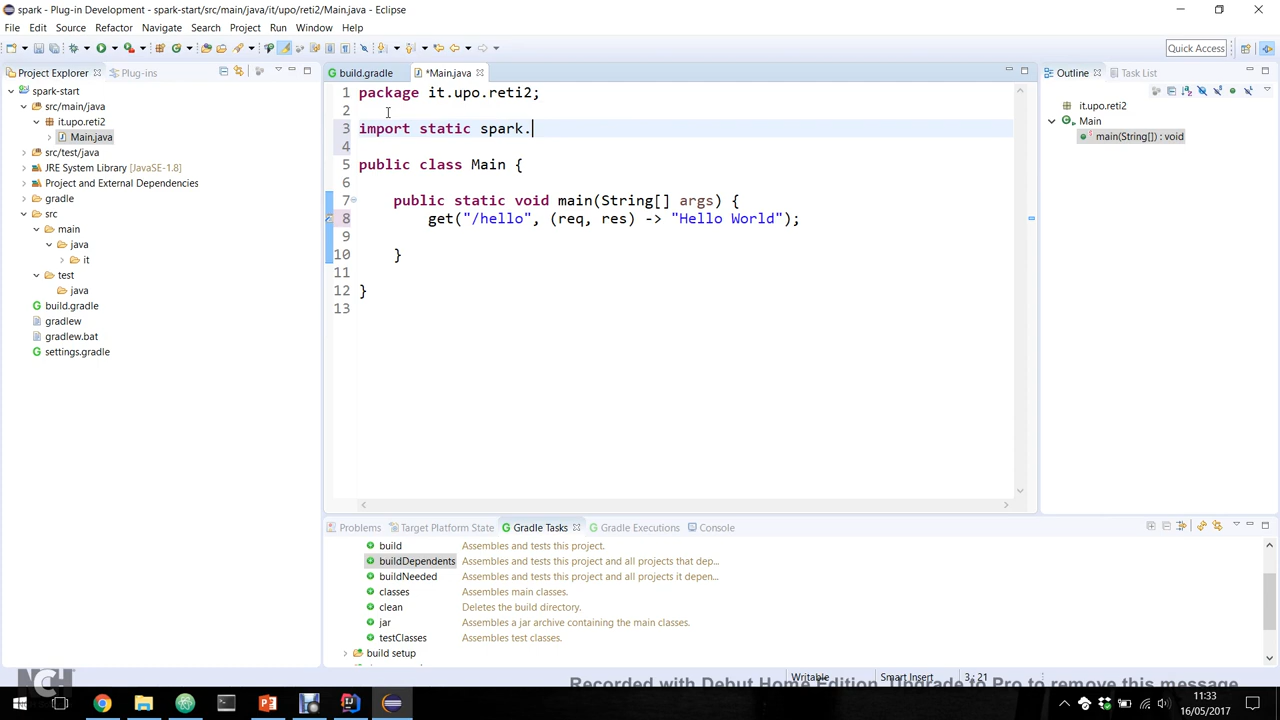 spark - Plug-in Development - spark-start/src/main/java/it/upo/reti2/Main.java - Eclipse
File Edit Source Refactor Navigate Search Project Run Window Help
Quick Access
Project Explorer Plug-ins
build.gradle *Main.java
Outline Task List
spark-start
src/main/java
it.upo.reti2
Main.java
src/test/java
JRE System Library [JavaSE-1.8]
Project and External Dependencies
gradle
src
main
java
it
test
java
build.gradle
gradlew
gradlew.bat
settings.gradle
1 package it.upo.reti2;
2
3 import static spark.
4
5 public class Main {
6
7 public static void main(String[] args) {
8 get("/hello", (req, res) -> "Hello World");
9
10 }
11
12 }
13
it.upo.reti2
Main
main(String[]) : void
Problems Target Platform State Gradle Tasks Gradle Executions Console
build Assembles and tests this project.
buildDependents Assembles and tests this project and all projects that dep...
buildNeeded Assembles and tests this project and all projects it depen...
classes Assembles main classes.
clean Deletes the build directory.
jar Assembles a jar archive containing the main classes.
testClasses Assembles test classes.
build setup
Writable Smart Insert 3 : 21
NCH
Recorded with Debut Home Edition. Upgrade to Pro to remove this message
11:33
16/05/2017